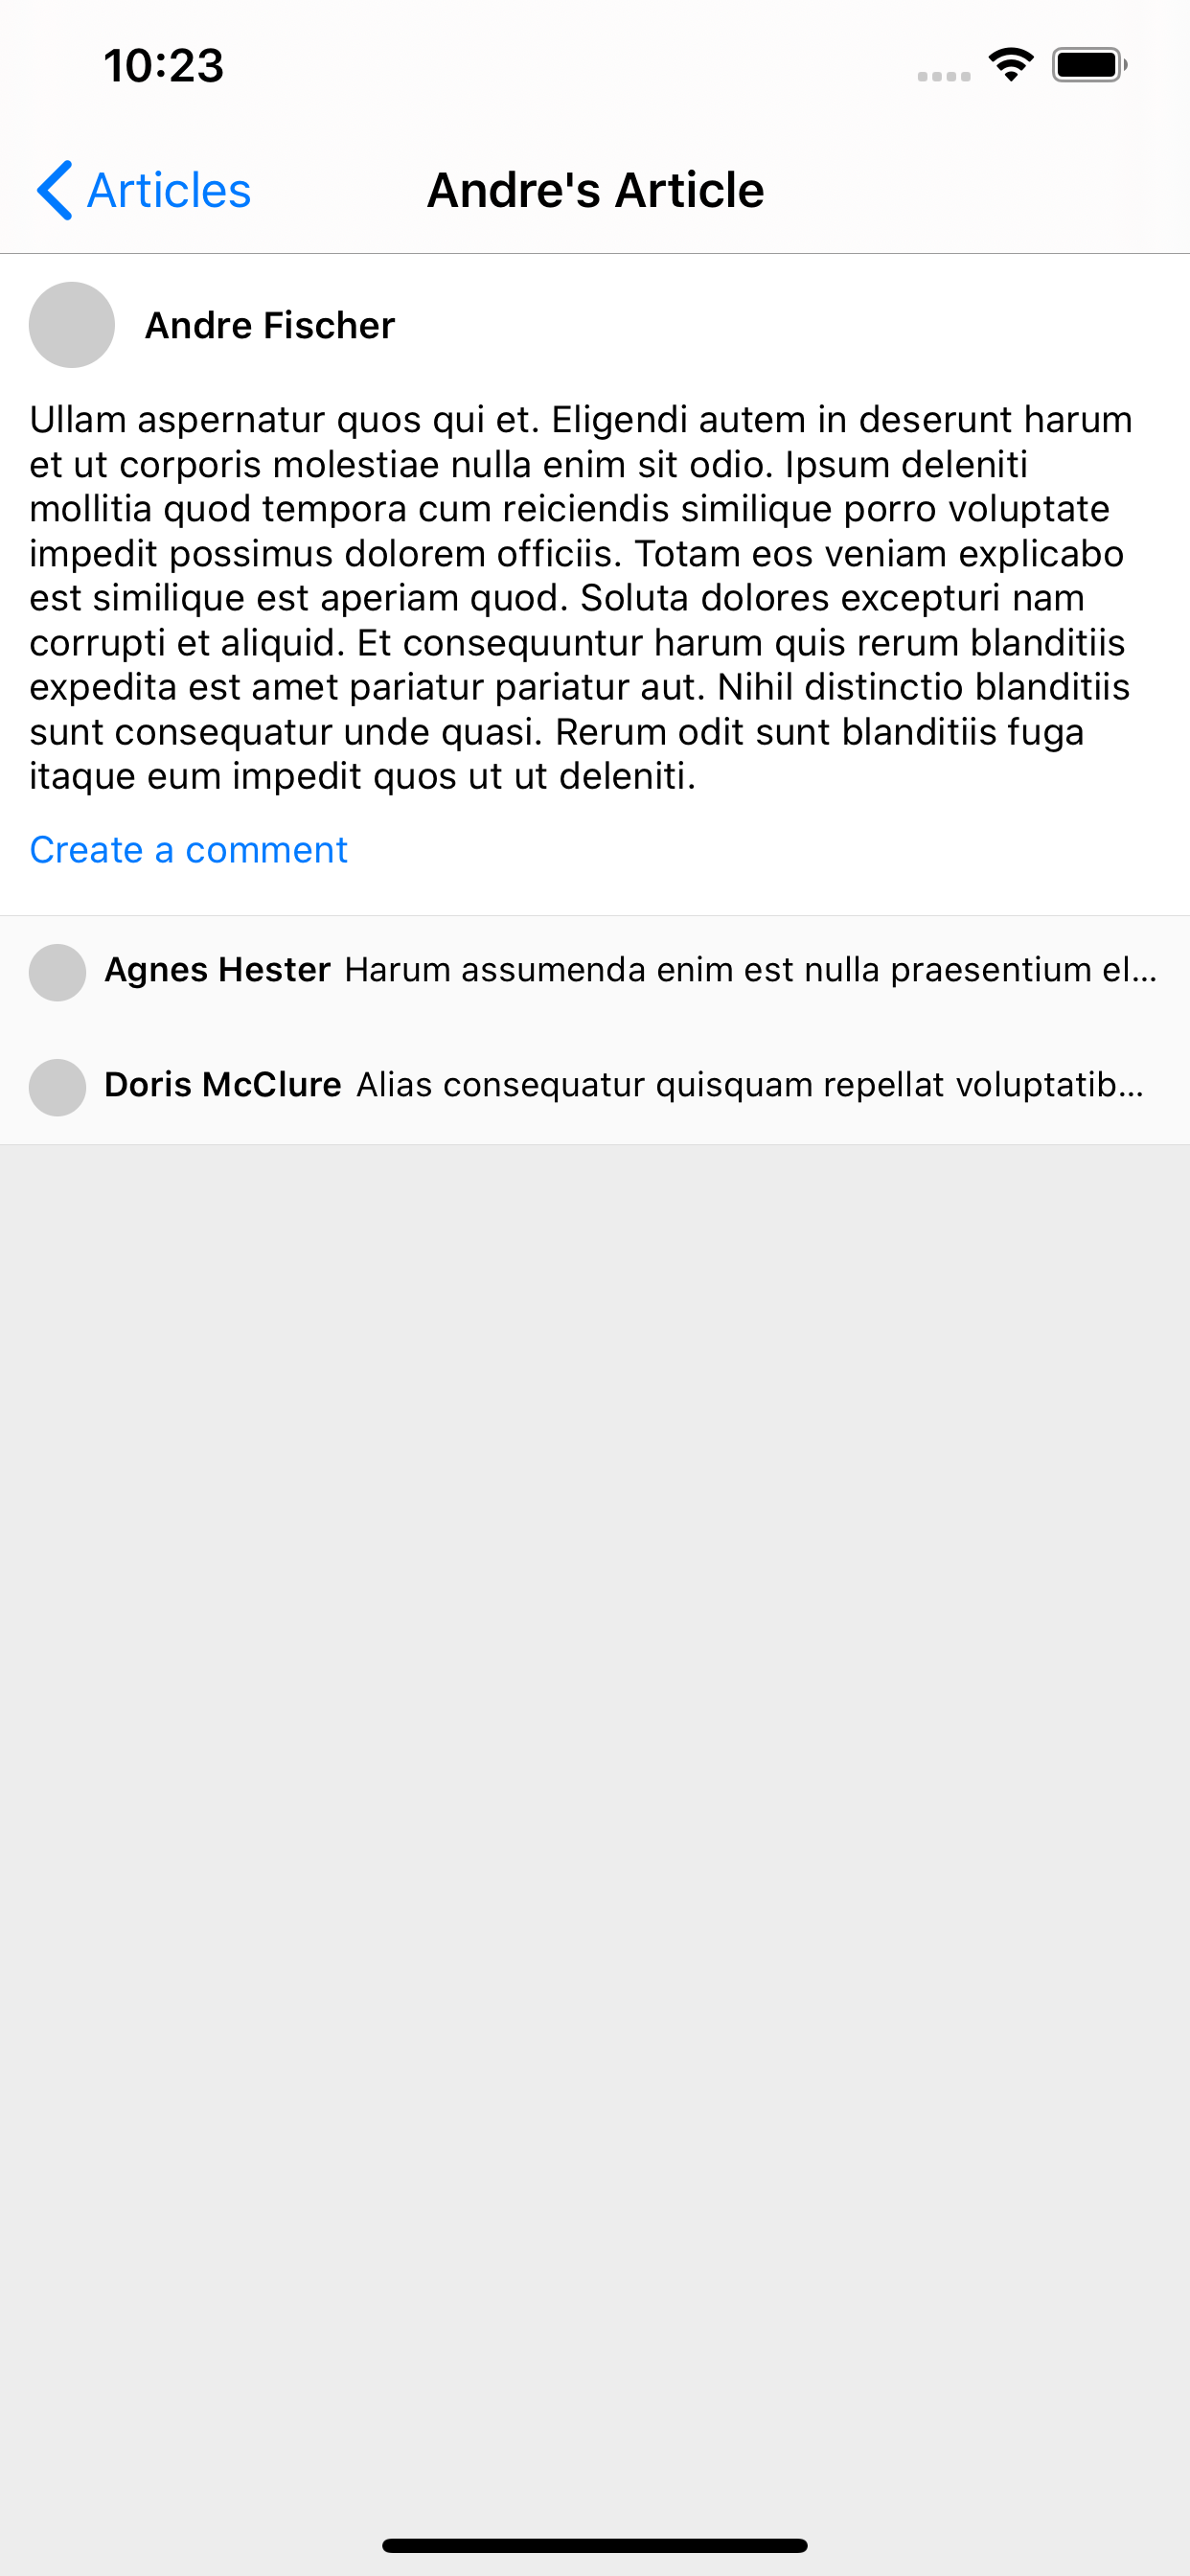 10:23
Articles
Andre's Article
Andre Fischer
Ullam aspernatur quos qui et. Eligendi autem in deserunt harum
et ut corporis molestiae nulla enim sit odio. Ipsum deleniti
mollitia quod tempora cum reiciendis similique porro voluptate
impedit possimus dolorem officiis. Totam eos veniam explicabo
est similique est aperiam quod. Soluta dolores excepturi nam
corrupti et aliquid. Et consequuntur harum quis rerum blanditiis
expedita est amet pariatur pariatur aut. Nihil distinctio blanditiis
sunt consequatur unde quasi. Rerum odit sunt blanditiis fuga
itaque eum impedit quos ut ut deleniti.
Create a comment
Agnes Hester Harum assumenda enim est nulla praesentium el...
Doris McClure Alias consequatur quisquam repellat voluptatib...